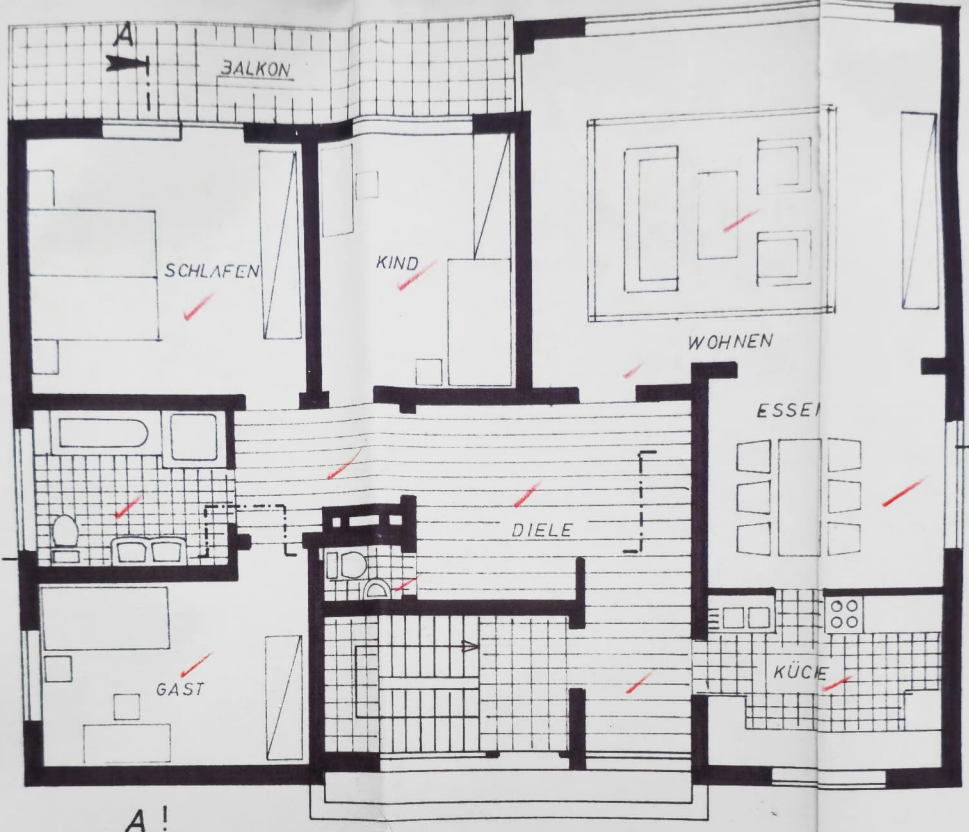 A
BALKON
SCHLAFEN
KIND
WOHNEN
ESSEN
DIELE
GAST
KÜCHE
A!